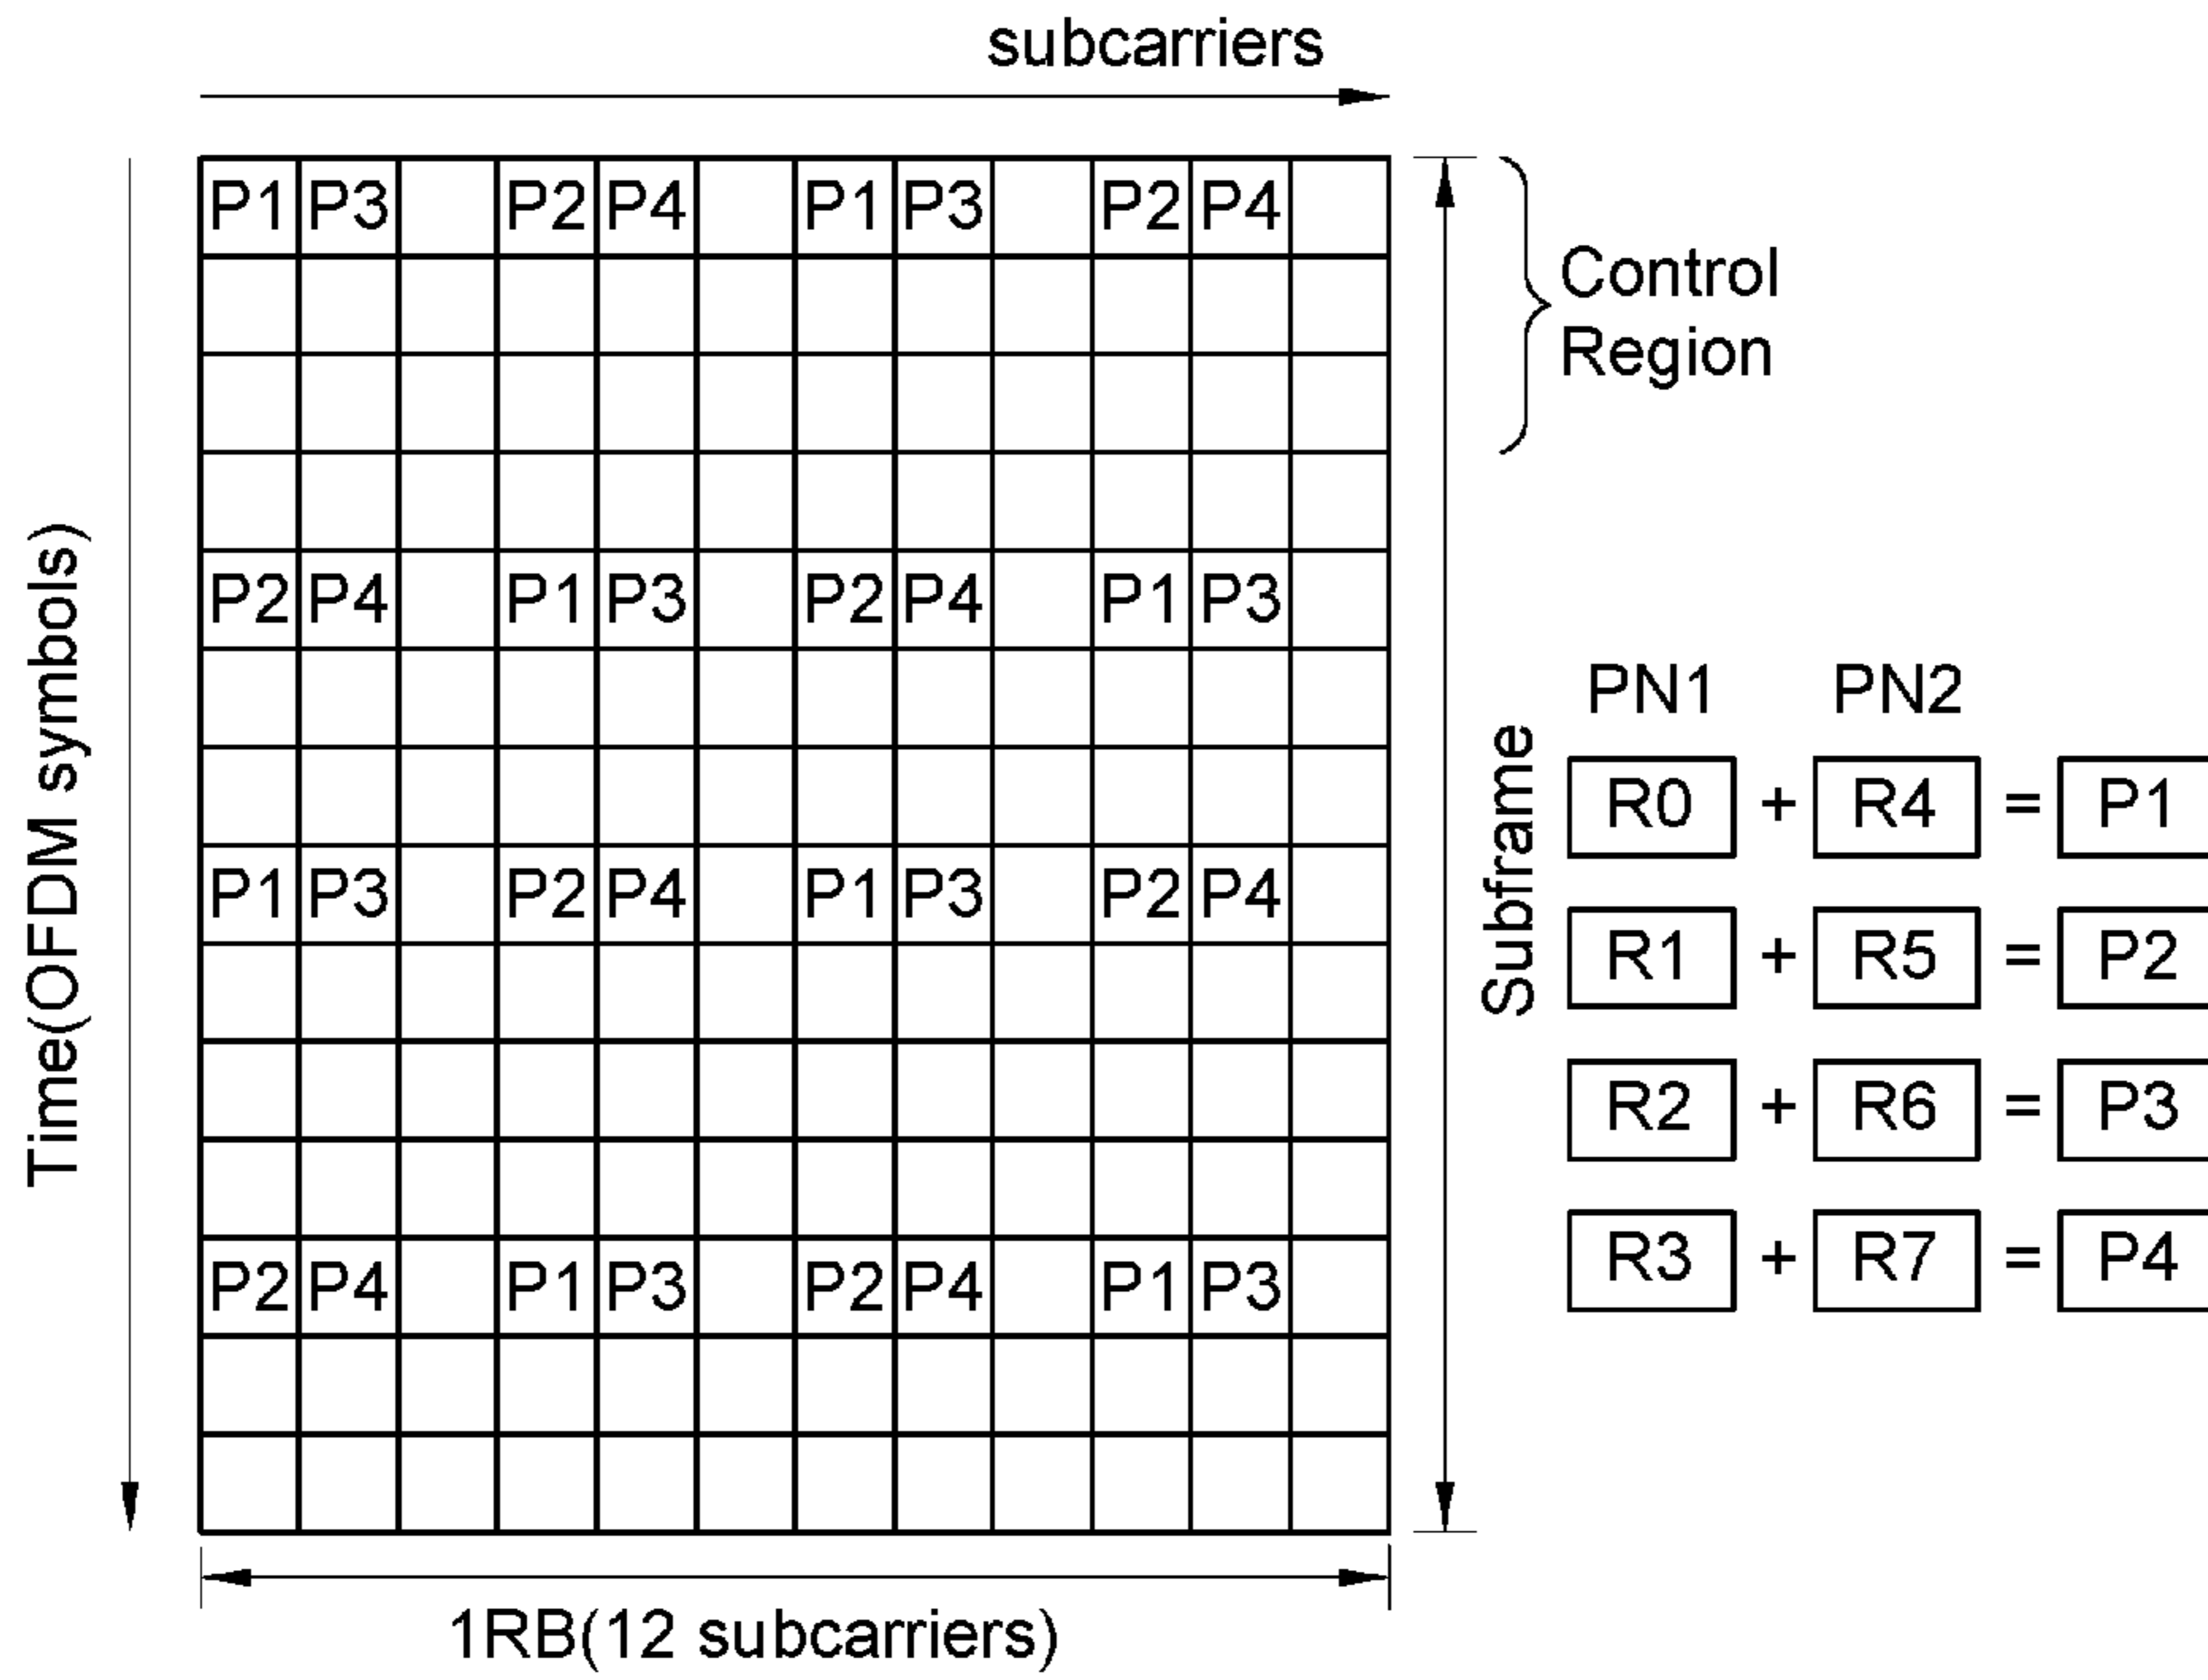 subcarriers
P1 P3 P2 P4 P1 P3 P2 P4
Control
Region
P2 P4 P1 P3 P2 P4 P1 P3
Time(OFDM symbols)
Subframe
P1 P3 P2 P4 P1 P3 P2 P4
P2 P4 P1 P3 P2 P4 P1 P3
1RB(12 subcarriers)
PN1 PN2
R0 + R4 = P1
R1 + R5 = P2
R2 + R6 = P3
R3 + R7 = P4